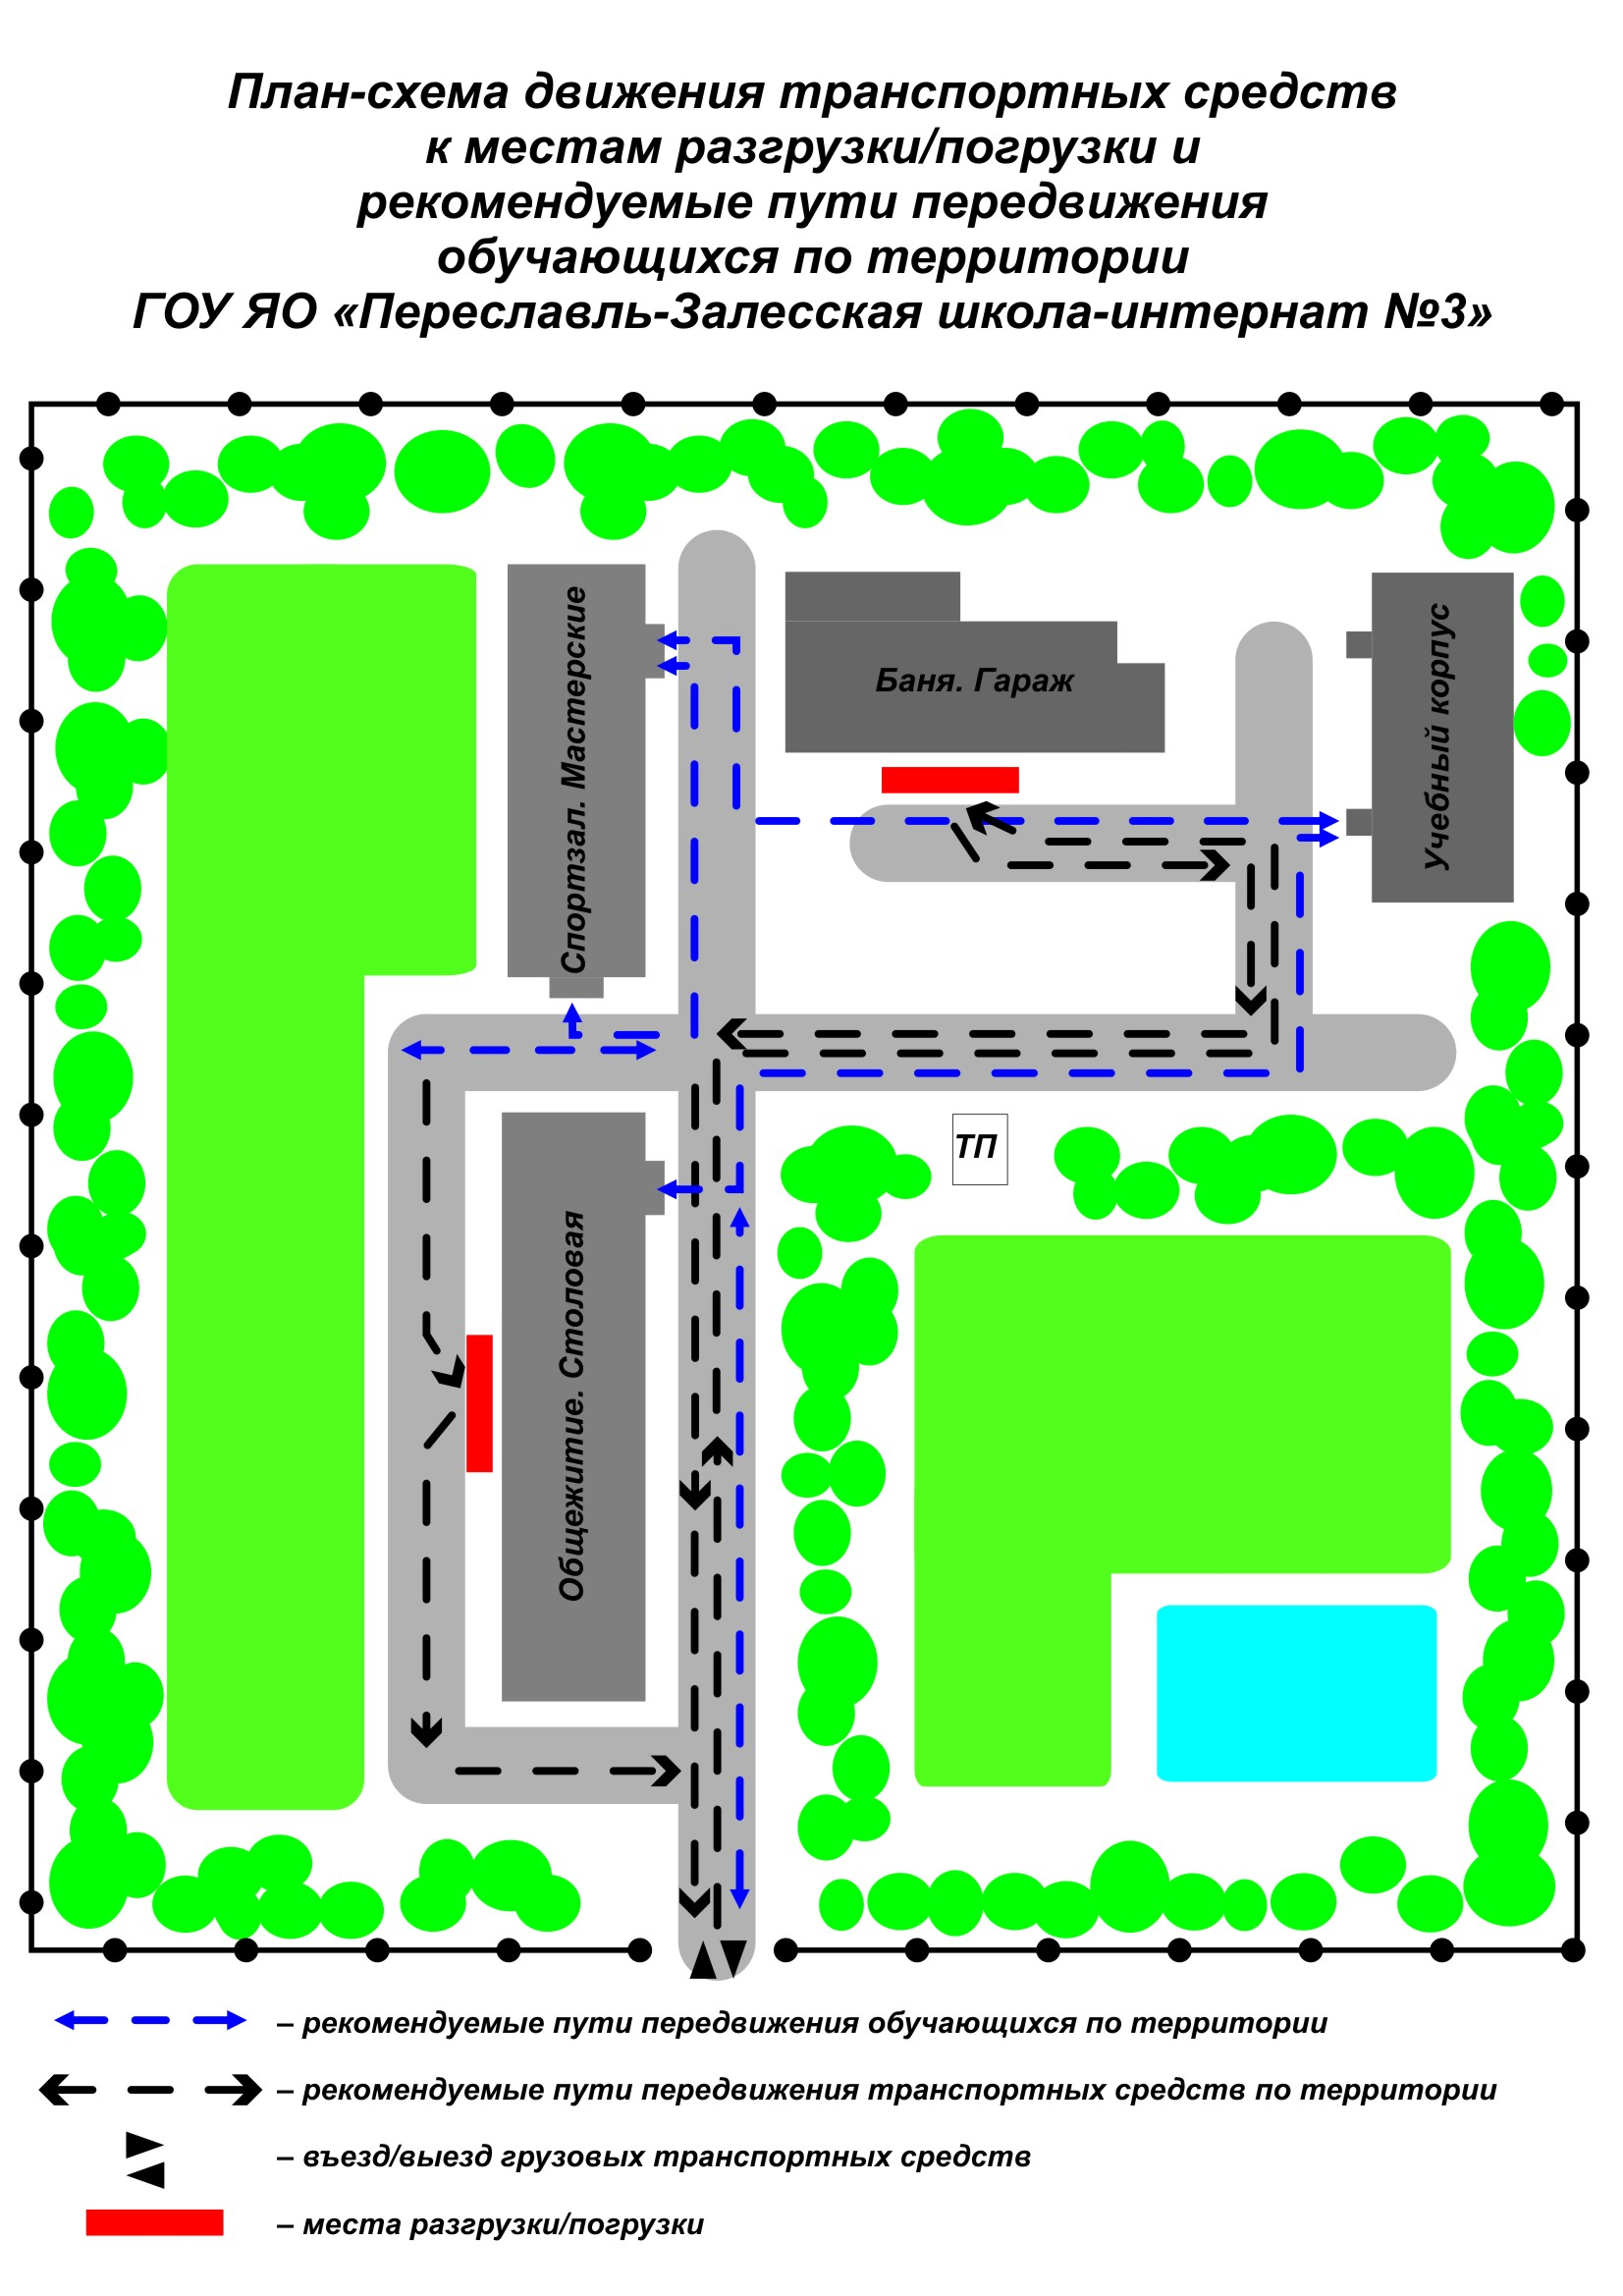 План-схема движения транспортных средств
к местам разгрузки/погрузки и
рекомендуемые пути передвижения
обучающихся по территории
ГОУ ЯО «Переславль-Залесская школа-интернат №3»
Спортзал. Мастерские
Баня. Гараж
Учебный корпус
ТП
Общежитие. Столовая
– рекомендуемые пути передвижения обучающихся по территории
– рекомендуемые пути передвижения транспортных средств по территории
– въезд/выезд грузовых транспортных средств
– места разгрузки/погрузки